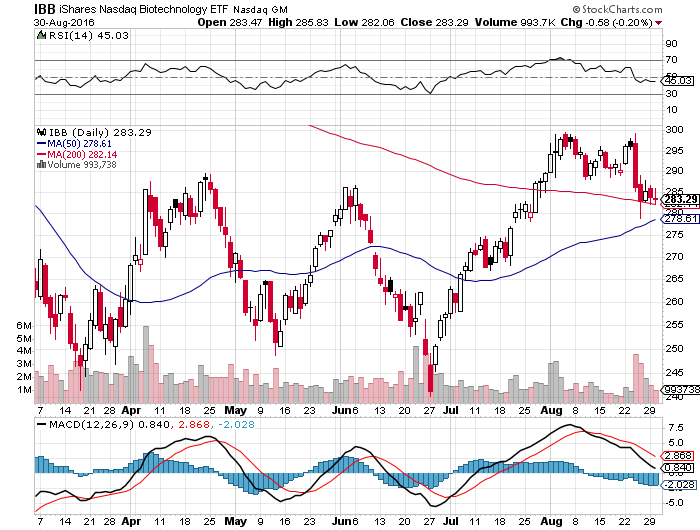 IBB iShares Nasdaq Biotechnology ETF Nasdaq GM © StockCharts.com
30-Aug-2016 Open 283.47 High 285.83 Low 282.06 Close 283.29 Volume 993.7K Chg -0.58 (-0.20%)
RSI(14) 45.03
90
70
50
45.03
30
10
IBB (Daily) 283.29
MA(50) 278.61
MA(200) 282.14
Volume 993,738
300
295
290
285
283.29
280
278.61
275
270
265
260
255
250
245
240
6M
5M
4M
3M
2M
1M
993738
7 14 21 28 Apr 11 18 25 May 9 16 23 Jun 6 13 20 27 Jul 11 18 25 Aug 8 15 22 29
MACD(12,26,9) 0.840, 2.868, -2.028
7.5
5.0
2.868
0.840
-2.028
-5.0
7 14 21 28 Apr 11 18 25 May 9 16 23 Jun 6 13 20 27 Jul 11 18 25 Aug 8 15 22 29